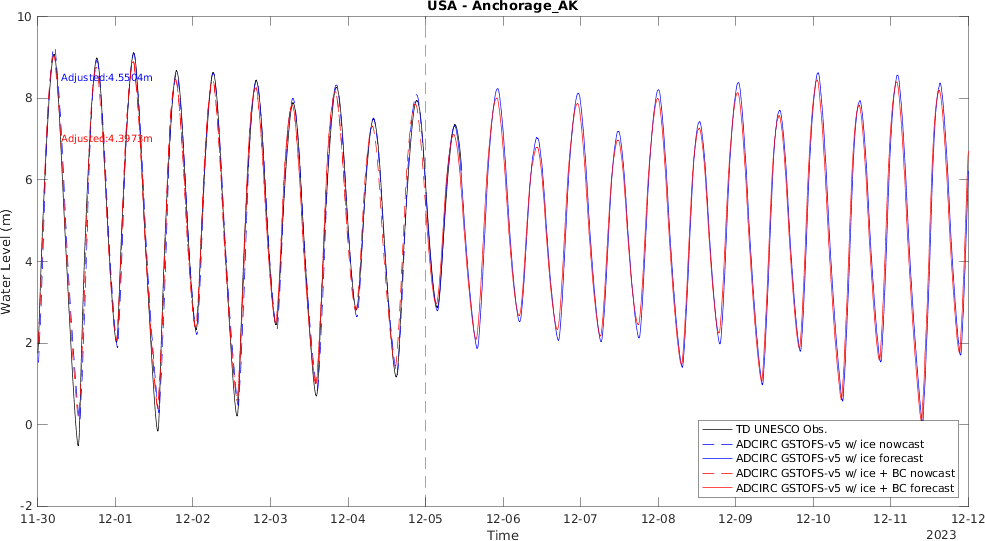 USA - Anchorage_AK
10
8
6
4
2
0
-2
Water Level (m)
Adjusted:4.5504m
Adjusted:4.3973m
TD UNESCO Obs.
ADCIRC GSTOFS-v5 w/ ice nowcast
ADCIRC GSTOFS-v5 w/ ice forecast
ADCIRC GSTOFS-v5 w/ ice + BC nowcast
ADCIRC GSTOFS-v5 w/ ice + BC forecast
11-30 12-01 12-02 12-03 12-04 12-05 12-06 12-07 12-08 12-09 12-10 12-11 12-12
Time
2023